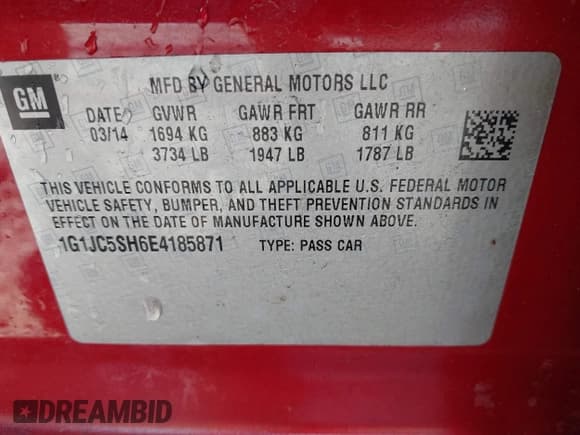 GM
MFD BY GENERAL MOTORS LLC
DATE GVWR GAWR FRT GAWR RR
03/14 1694 KG 883 KG 811 KG
3734 LB 1947 LB 1787 LB
THIS VEHICLE CONFORMS TO ALL APPLICABLE U.S. FEDERAL MOTOR
VEHICLE SAFETY, BUMPER, AND THEFT PREVENTION STANDARDS IN
EFFECT ON THE DATE OF MANUFACTURE SHOWN ABOVE.
1G1JC5SH6E4185871 TYPE: PASS CAR
DREAMBID